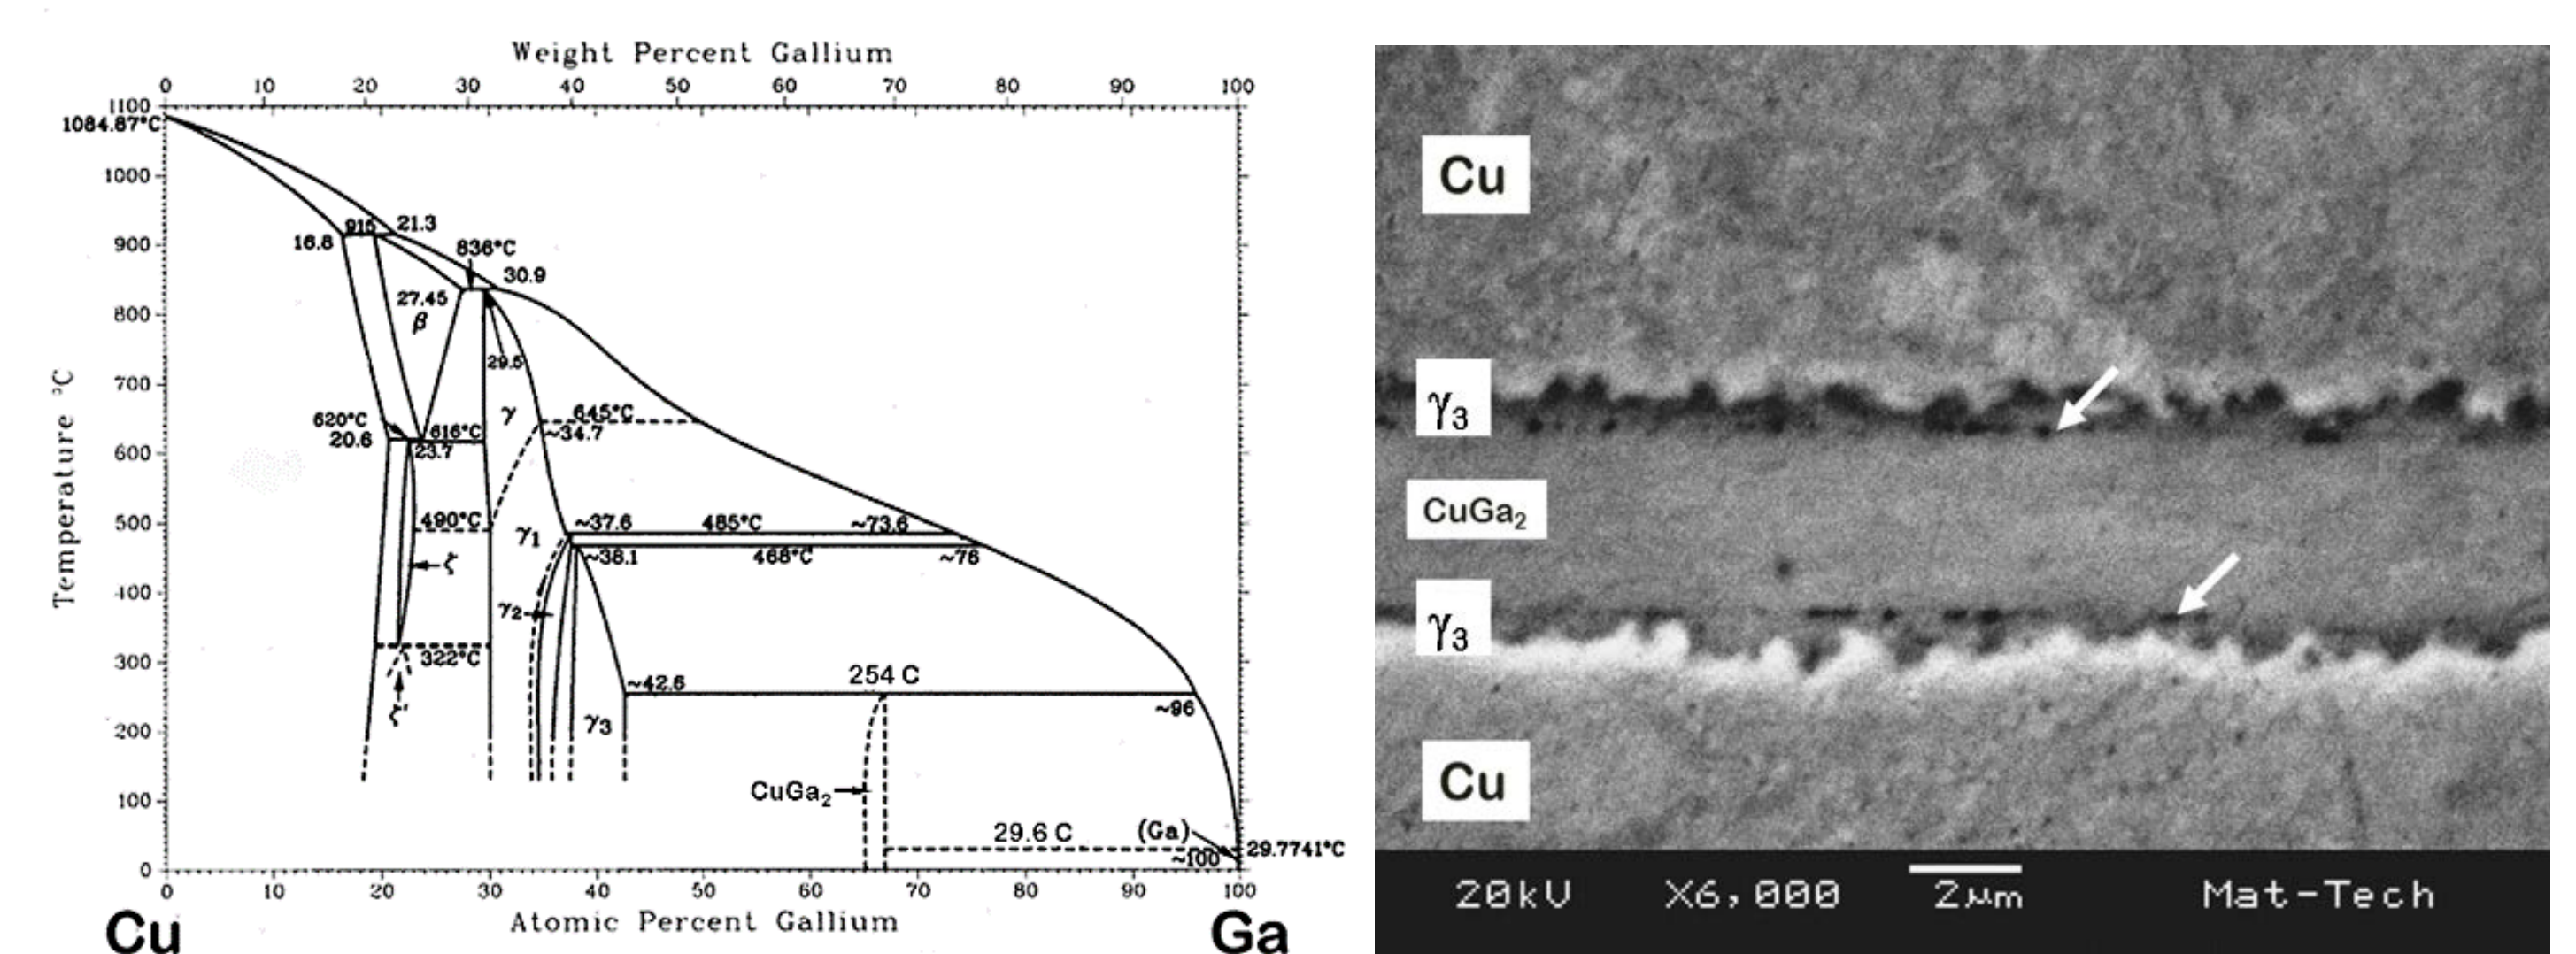 Weight Percent Gallium
0 10 20 30 40 50 60 70 80 90 100
1100
1084.87°C
1000
915 21.3
16.8
900
836°C
30.9
27.45
β
800
29.5
700
γ
645°C
~34.7
620°C
20.6
616°C
23.7
600
490°C
500
~37.6 485°C ~73.6
γ1
~38.1 468°C ~76
ζ
400
γ2
322°C
300
254 C
~42.6
~96
ζ'
γ3
200
CuGa2
100
29.6 C
(Ga)
29.7741°C
~100
0
0 10 20 30 40 50 60 70 80 90 100
Temperature °C
Atomic Percent Gallium
Cu
Ga
Cu
γ3
CuGa2
γ3
Cu
20kU X6,000 2μm Mat-Tech